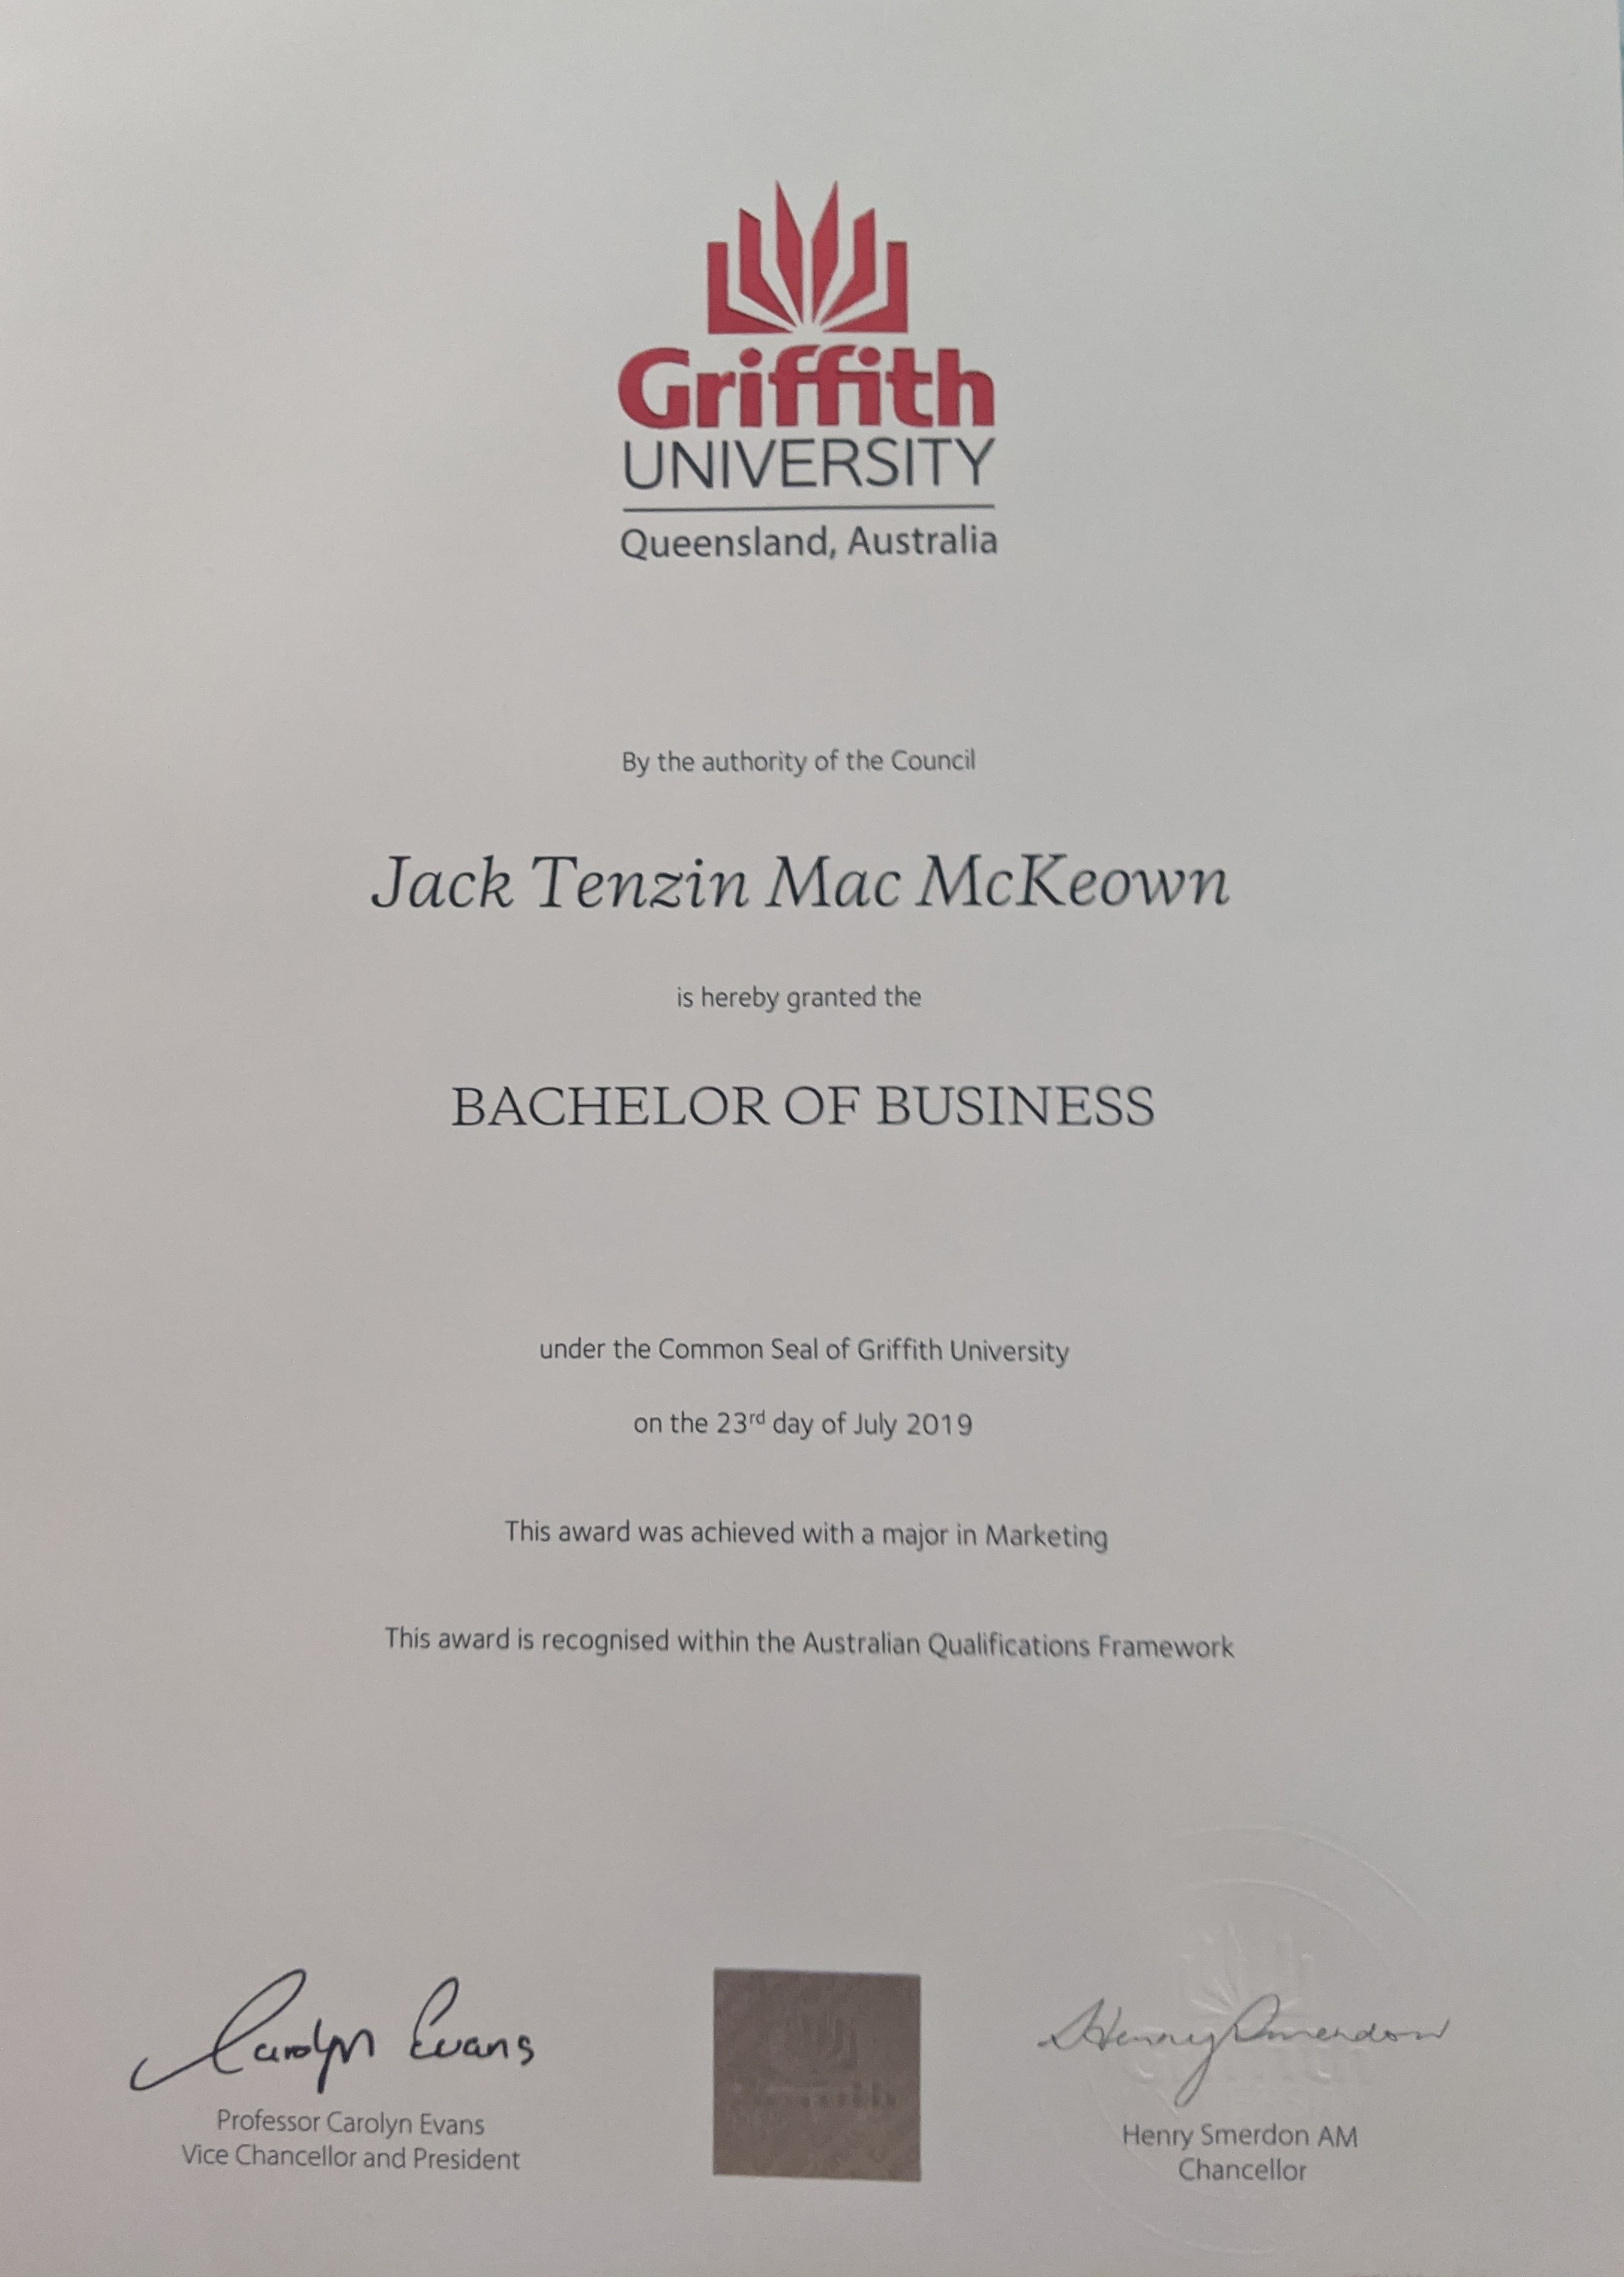 Griffith
UNIVERSITY
Queensland, Australia
By the authority of the Council
Jack Tenzin Mac McKeown
is hereby granted the
BACHELOR OF BUSINESS
under the Common Seal of Griffith University
on the 23rd day of July 2019
This award was achieved with a major in Marketing
This award is recognised within the Australian Qualifications Framework
Carolyn Evans
Henry Smerdon
Professor Carolyn Evans
Vice Chancellor and President
Griffith
Henry Smerdon AM
Chancellor